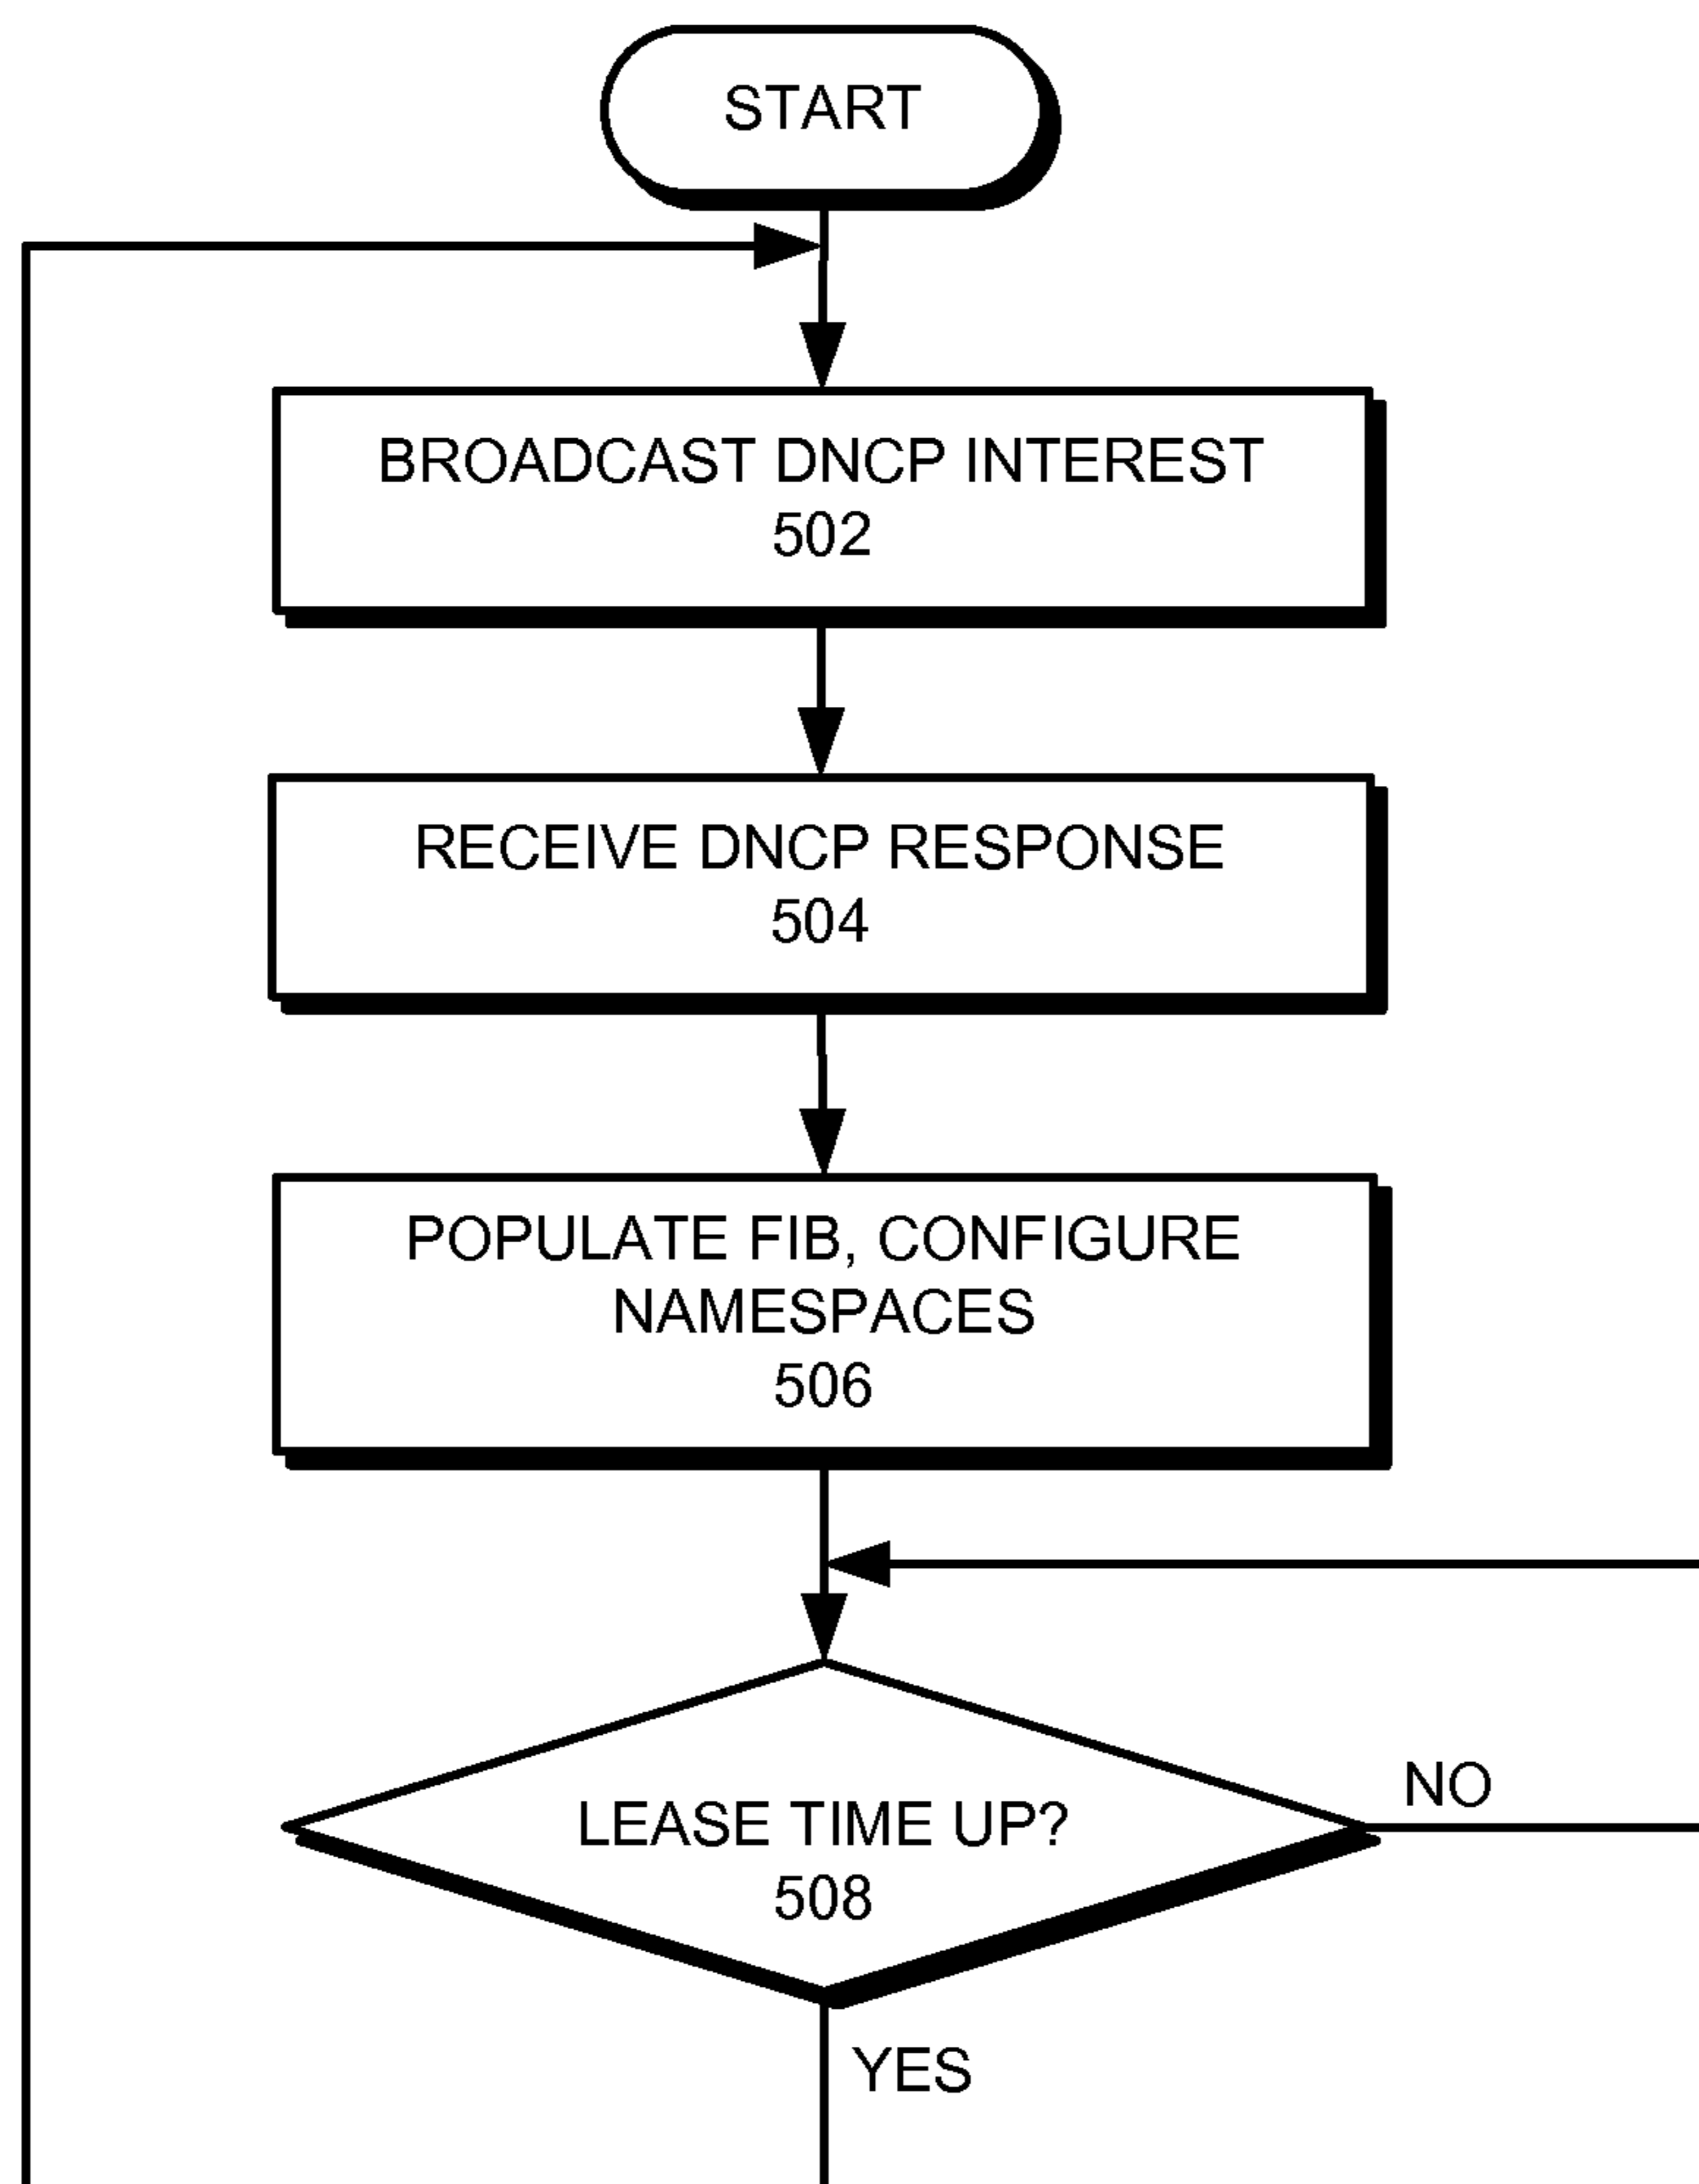 START
BROADCAST DNCP INTEREST
502
RECEIVE DNCP RESPONSE
504
POPULATE FIB, CONFIGURE
NAMESPACES
506
NO
LEASE TIME UP?
508
YES